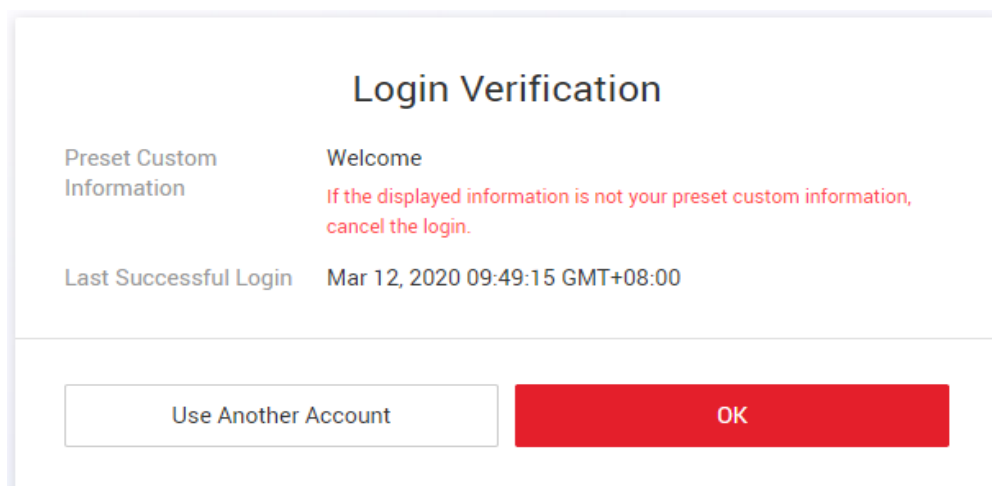 Login Verification
Preset Custom
Information
Welcome
If the displayed information is not your preset custom information,
cancel the login.
Last Successful Login
Mar 12, 2020 09:49:15 GMT+08:00
Use Another Account
OK